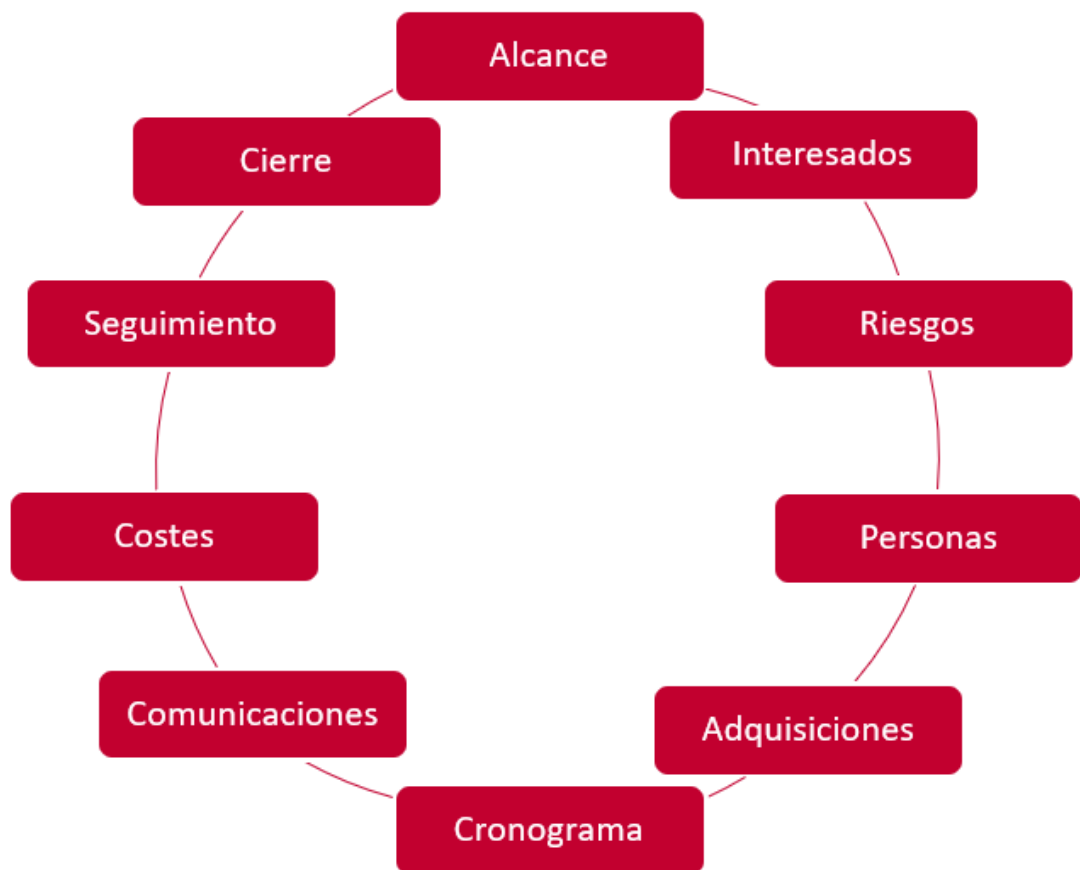 Alcance
Interesados
Riesgos
Personas
Adquisiciones
Cronograma
Comunicaciones
Costes
Seguimiento
Cierre